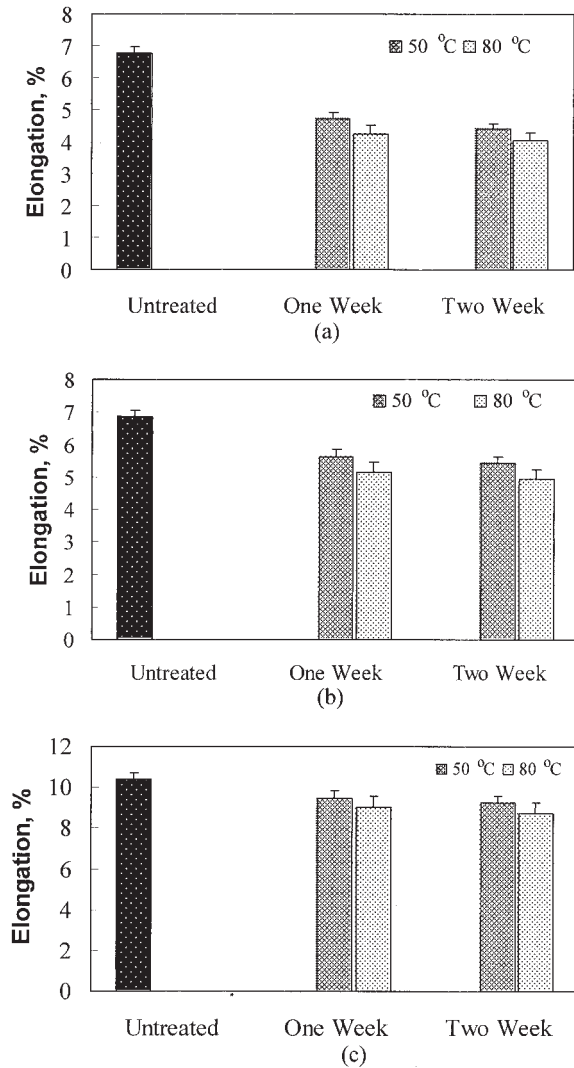 8
7
6
5
4
3
2
1
0
Elongation, %
50 °C 80 °C
Untreated One Week Two Week
(a)
8
7
6
5
4
3
2
1
0
Elongation, %
50 °C 80 °C
Untreated One Week Two Week
(b)
12
10
8
6
4
2
0
Elongation, %
50 °C 80 °C
Untreated One Week Two Week
(c)